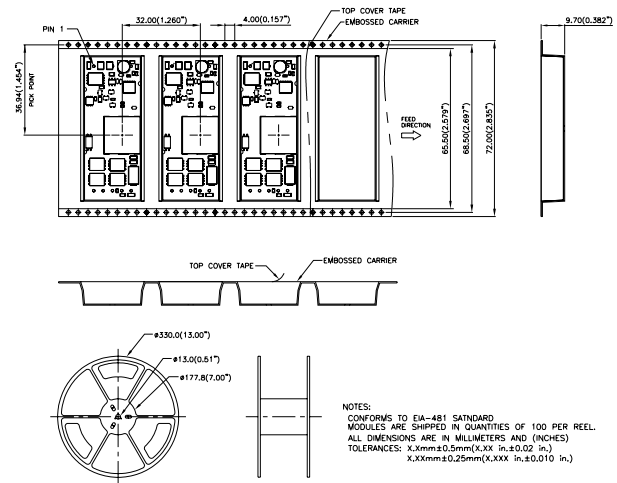 TOP COVER TAPE
EMBOSSED CARRIER
32.00(1.260")
4.00(0.157")
9.70(0.382")
PIN 1
36.94(1.454")
PICK POINT
FEED
DIRECTION
65.50(2.579")
68.50(2.697")
72.00(2.835")
TOP COVER TAPE
EMBOSSED CARRIER
ø330.0(13.00")
ø13.0(0.51")
ø177.8(7.00")
NOTES:
CONFORMS TO EIA-481 SATNDARD
MODULES ARE SHIPPED IN QUANTITIES OF 100 PER REEL.
ALL DIMENSIONS ARE IN MILLIMETERS AND (INCHES)
TOLERANCES: X.Xmm±0.5mm(X.XX in.±0.02 in.)
X.XXmm±0.25mm(X.XXX in.±0.010 in.)